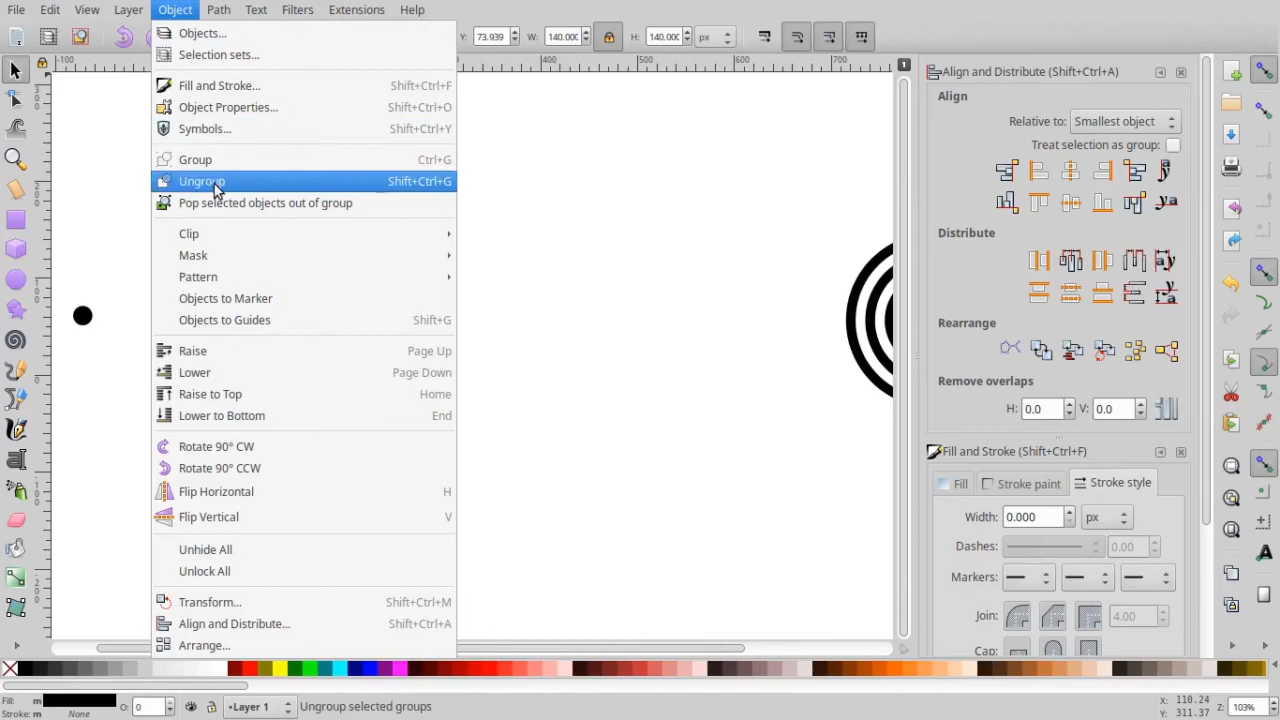 File Edit View Layer Object Path Text Filters Extensions Help
Y: 73.939 W: 140.000 H: 140.000 px
-100 400 500 600 700 1
Objects...
Selection sets...
Fill and Stroke... Shift+Ctrl+F
Object Properties... Shift+Ctrl+O
Symbols... Shift+Ctrl+Y
Group Ctrl+G
Ungroup Shift+Ctrl+G
Pop selected objects out of group
Clip
Mask
Pattern
Objects to Marker
Objects to Guides Shift+G
Raise Page Up
Lower Page Down
Raise to Top Home
Lower to Bottom End
Rotate 90° CW
Rotate 90° CCW
Flip Horizontal H
Flip Vertical V
Unhide All
Unlock All
Transform... Shift+Ctrl+M
Align and Distribute... Shift+Ctrl+A
Arrange...
Align and Distribute (Shift+Ctrl+A)
Align
Relative to: Smallest object
Treat selection as group:
Distribute
Rearrange
Remove overlaps
H: 0.0 V: 0.0
Fill and Stroke (Shift+Ctrl+F)
Fill Stroke paint Stroke style
Width: 0.000 px
Dashes: 0.00
Markers:
Join: 4.00
Cap:
Fill: m
Stroke: m None
O: 0
Layer 1
Ungroup selected groups
X: 110.24
Y: 311.37
Z: 103%